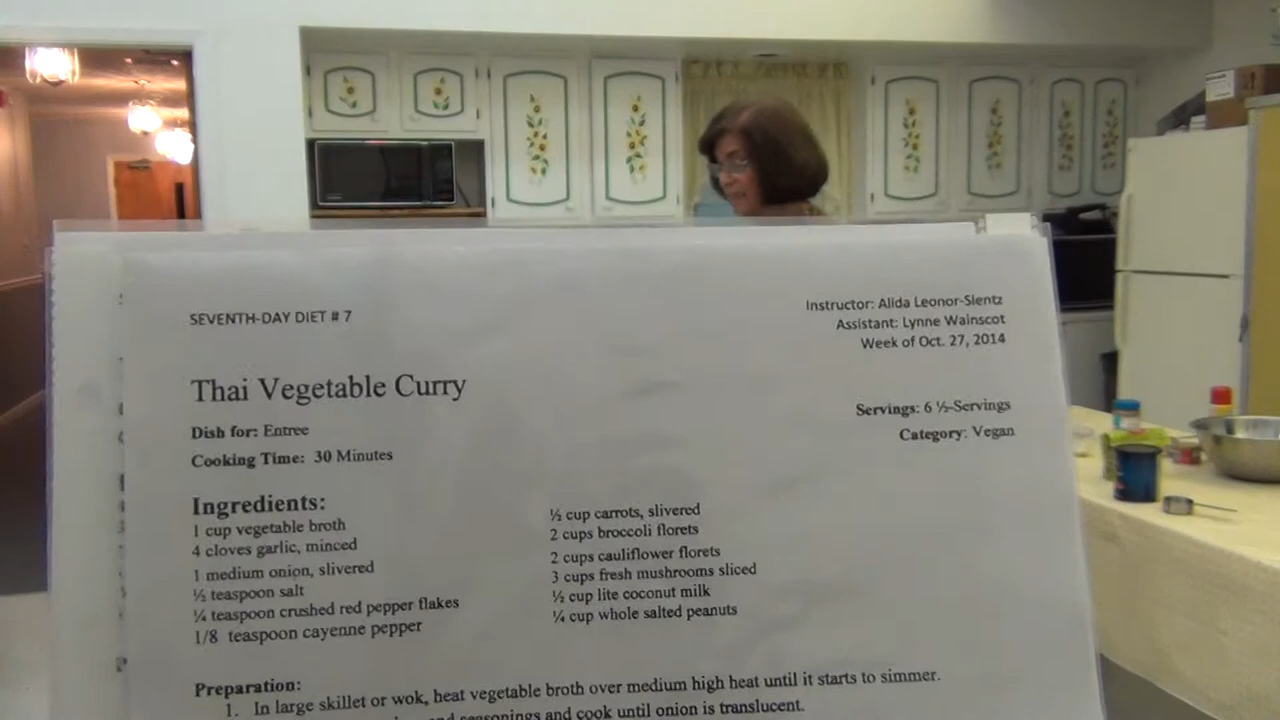 SEVENTH-DAY DIET # 7
Instructor: Alida Leonor-Slentz
Assistant: Lynne Wainscot
Week of Oct. 27, 2014
Thai Vegetable Curry
Dish for: Entree
Cooking Time: 30 Minutes
Servings: 6 ½-Servings
Category: Vegan
Ingredients:
1 cup vegetable broth
4 cloves garlic, minced
1 medium onion, slivered
½ teaspoon salt
¼ teaspoon crushed red pepper flakes
1/8 teaspoon cayenne pepper
½ cup carrots, slivered
2 cups broccoli florets
2 cups cauliflower florets
3 cups fresh mushrooms sliced
½ cup lite coconut milk
¼ cup whole salted peanuts
Preparation:
1. In large skillet or wok, heat vegetable broth over medium high heat until it starts to simmer.
and seasonings and cook until onion is translucent.